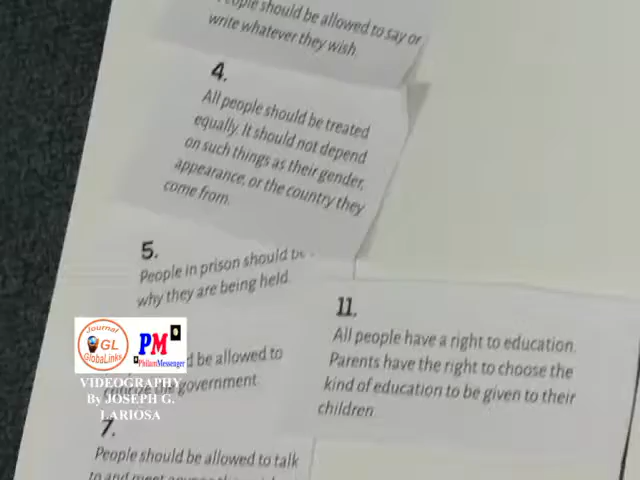 People should be allowed to say or
write whatever they wish.
4.
All people should be treated
equally. It should not depend
on such things as their gender,
appearance, or the country they
come from.
5.
People in prison should be
why they are being held.
be allowed to
government.
7.
People should be allowed to talk
to and meet
11.
All people have a right to education.
Parents have the right to choose the
kind of education to be given to their
children.
Journal
GL
GlobaLinks
PM
PhilAmMessenger
VIDEOGRAPHY
By JOSEPH G.
LARIOSA